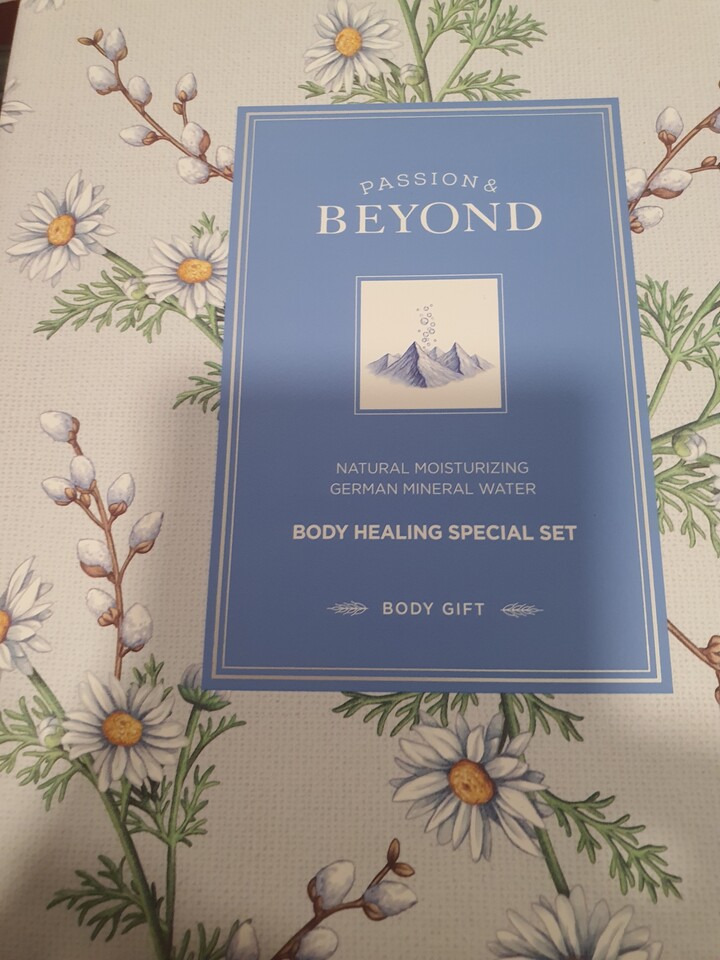 PASSION &
BEYOND
NATURAL MOISTURIZING
GERMAN MINERAL WATER
BODY HEALING SPECIAL SET
BODY GIFT